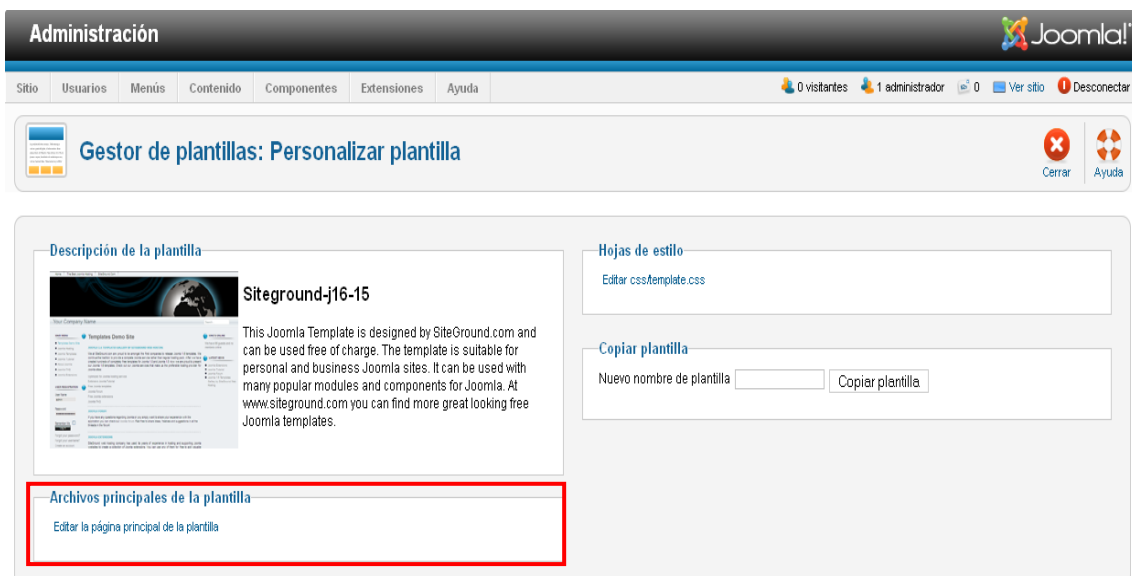 Administración
Joomla!
Sitio Usuarios Menús Contenido Componentes Extensiones Ayuda
0 visitantes 1 administrador 0 Ver sitio Desconectar
Gestor de plantillas: Personalizar plantilla
Cerrar
Ayuda
Descripción de la plantilla
Your Company Name
Templates Demo Site
Siteground-j16-15
This Joomla Template is designed by SiteGround.com and
can be used free of charge. The template is suitable for
personal and business Joomla sites. It can be used with
many popular modules and components for Joomla. At
www.siteground.com you can find more great looking free
Joomla templates.
Archivos principales de la plantilla
Editar la página principal de la plantilla
Hojas de estilo
Editar css/template.css
Copiar plantilla
Nuevo nombre de plantilla
Copiar plantilla